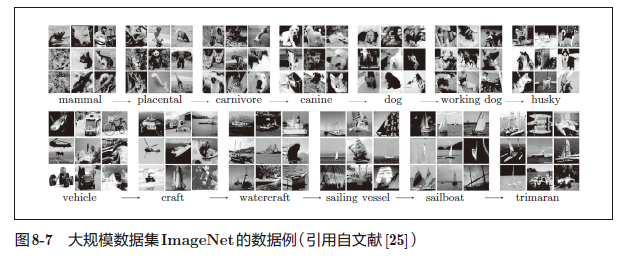 mammal → placental → carnivore → canine → dog → working dog → husky
vehicle → craft → watercraft → sailing vessel → sailboat → trimaran
图8-7 大规模数据集ImageNet的数据例（引用自文献[25]）